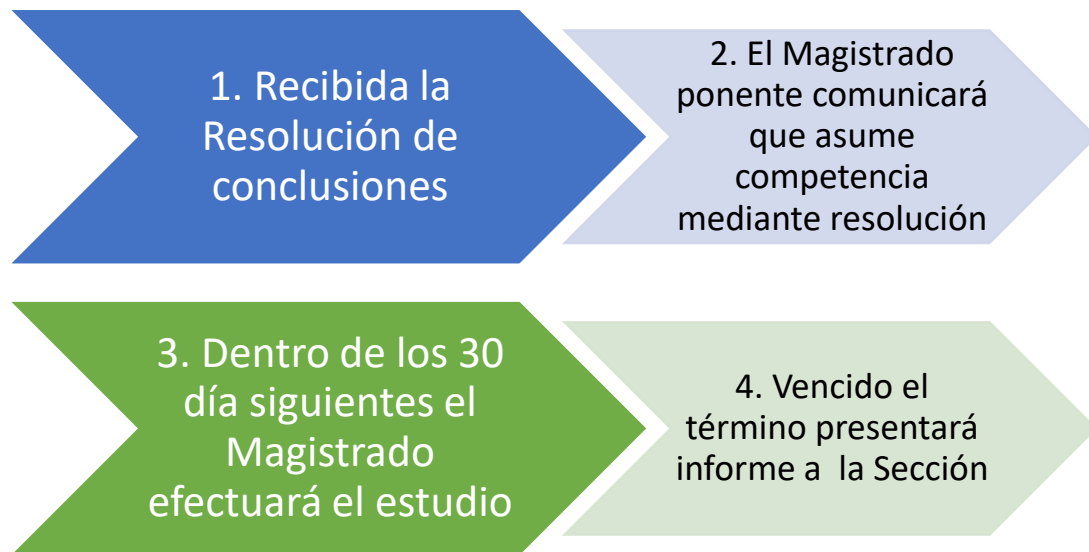 1. Recibida la
Resolución de
conclusiones
2. El Magistrado
ponente comunicará
que asume
competencia
mediante resolución
3. Dentro de los 30
día siguientes el
Magistrado
efectuará el estudio
4. Vencido el
término presentará
informe a la Sección